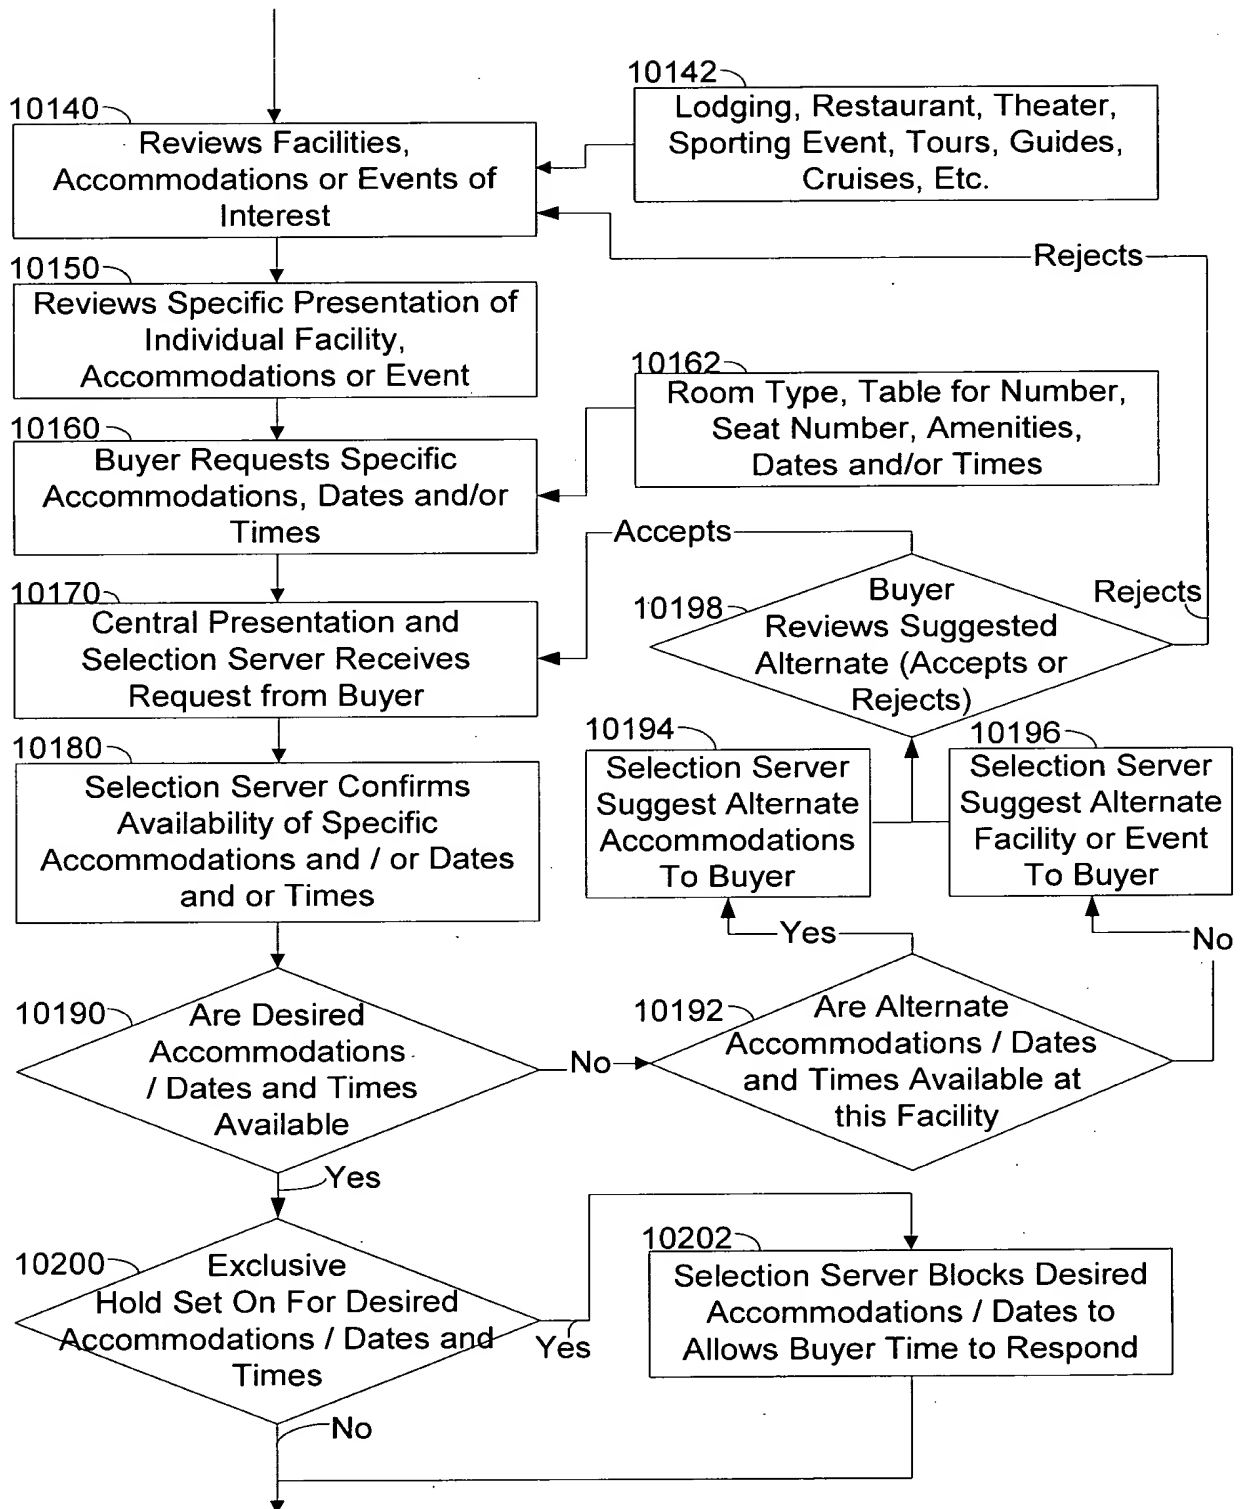 10140
Reviews Facilities,
Accommodations or Events of
Interest
10142
Lodging, Restaurant, Theater,
Sporting Event, Tours, Guides,
Cruises, Etc.
Rejects
10150
Reviews Specific Presentation of
Individual Facility,
Accommodations or Event
10162
Room Type, Table for Number,
Seat Number, Amenities,
Dates and/or Times
10160
Buyer Requests Specific
Accommodations, Dates and/or
Times
Accepts
Rejects
10170
Central Presentation and
Selection Server Receives
Request from Buyer
10198
Buyer
Reviews Suggested
Alternate (Accepts or
Rejects)
10180
Selection Server Confirms
Availability of Specific
Accommodations and / or Dates
and or Times
10194
Selection Server
Suggest Alternate
Accommodations
To Buyer
10196
Selection Server
Suggest Alternate
Facility or Event
To Buyer
Yes
No
10190
Are Desired
Accommodations
/ Dates and Times
Available
No
10192
Are Alternate
Accommodations / Dates
and Times Available at
this Facility
Yes
10200
Exclusive
Hold Set On For Desired
Accommodations / Dates and
Times
Yes
10202
Selection Server Blocks Desired
Accommodations / Dates to
Allows Buyer Time to Respond
No